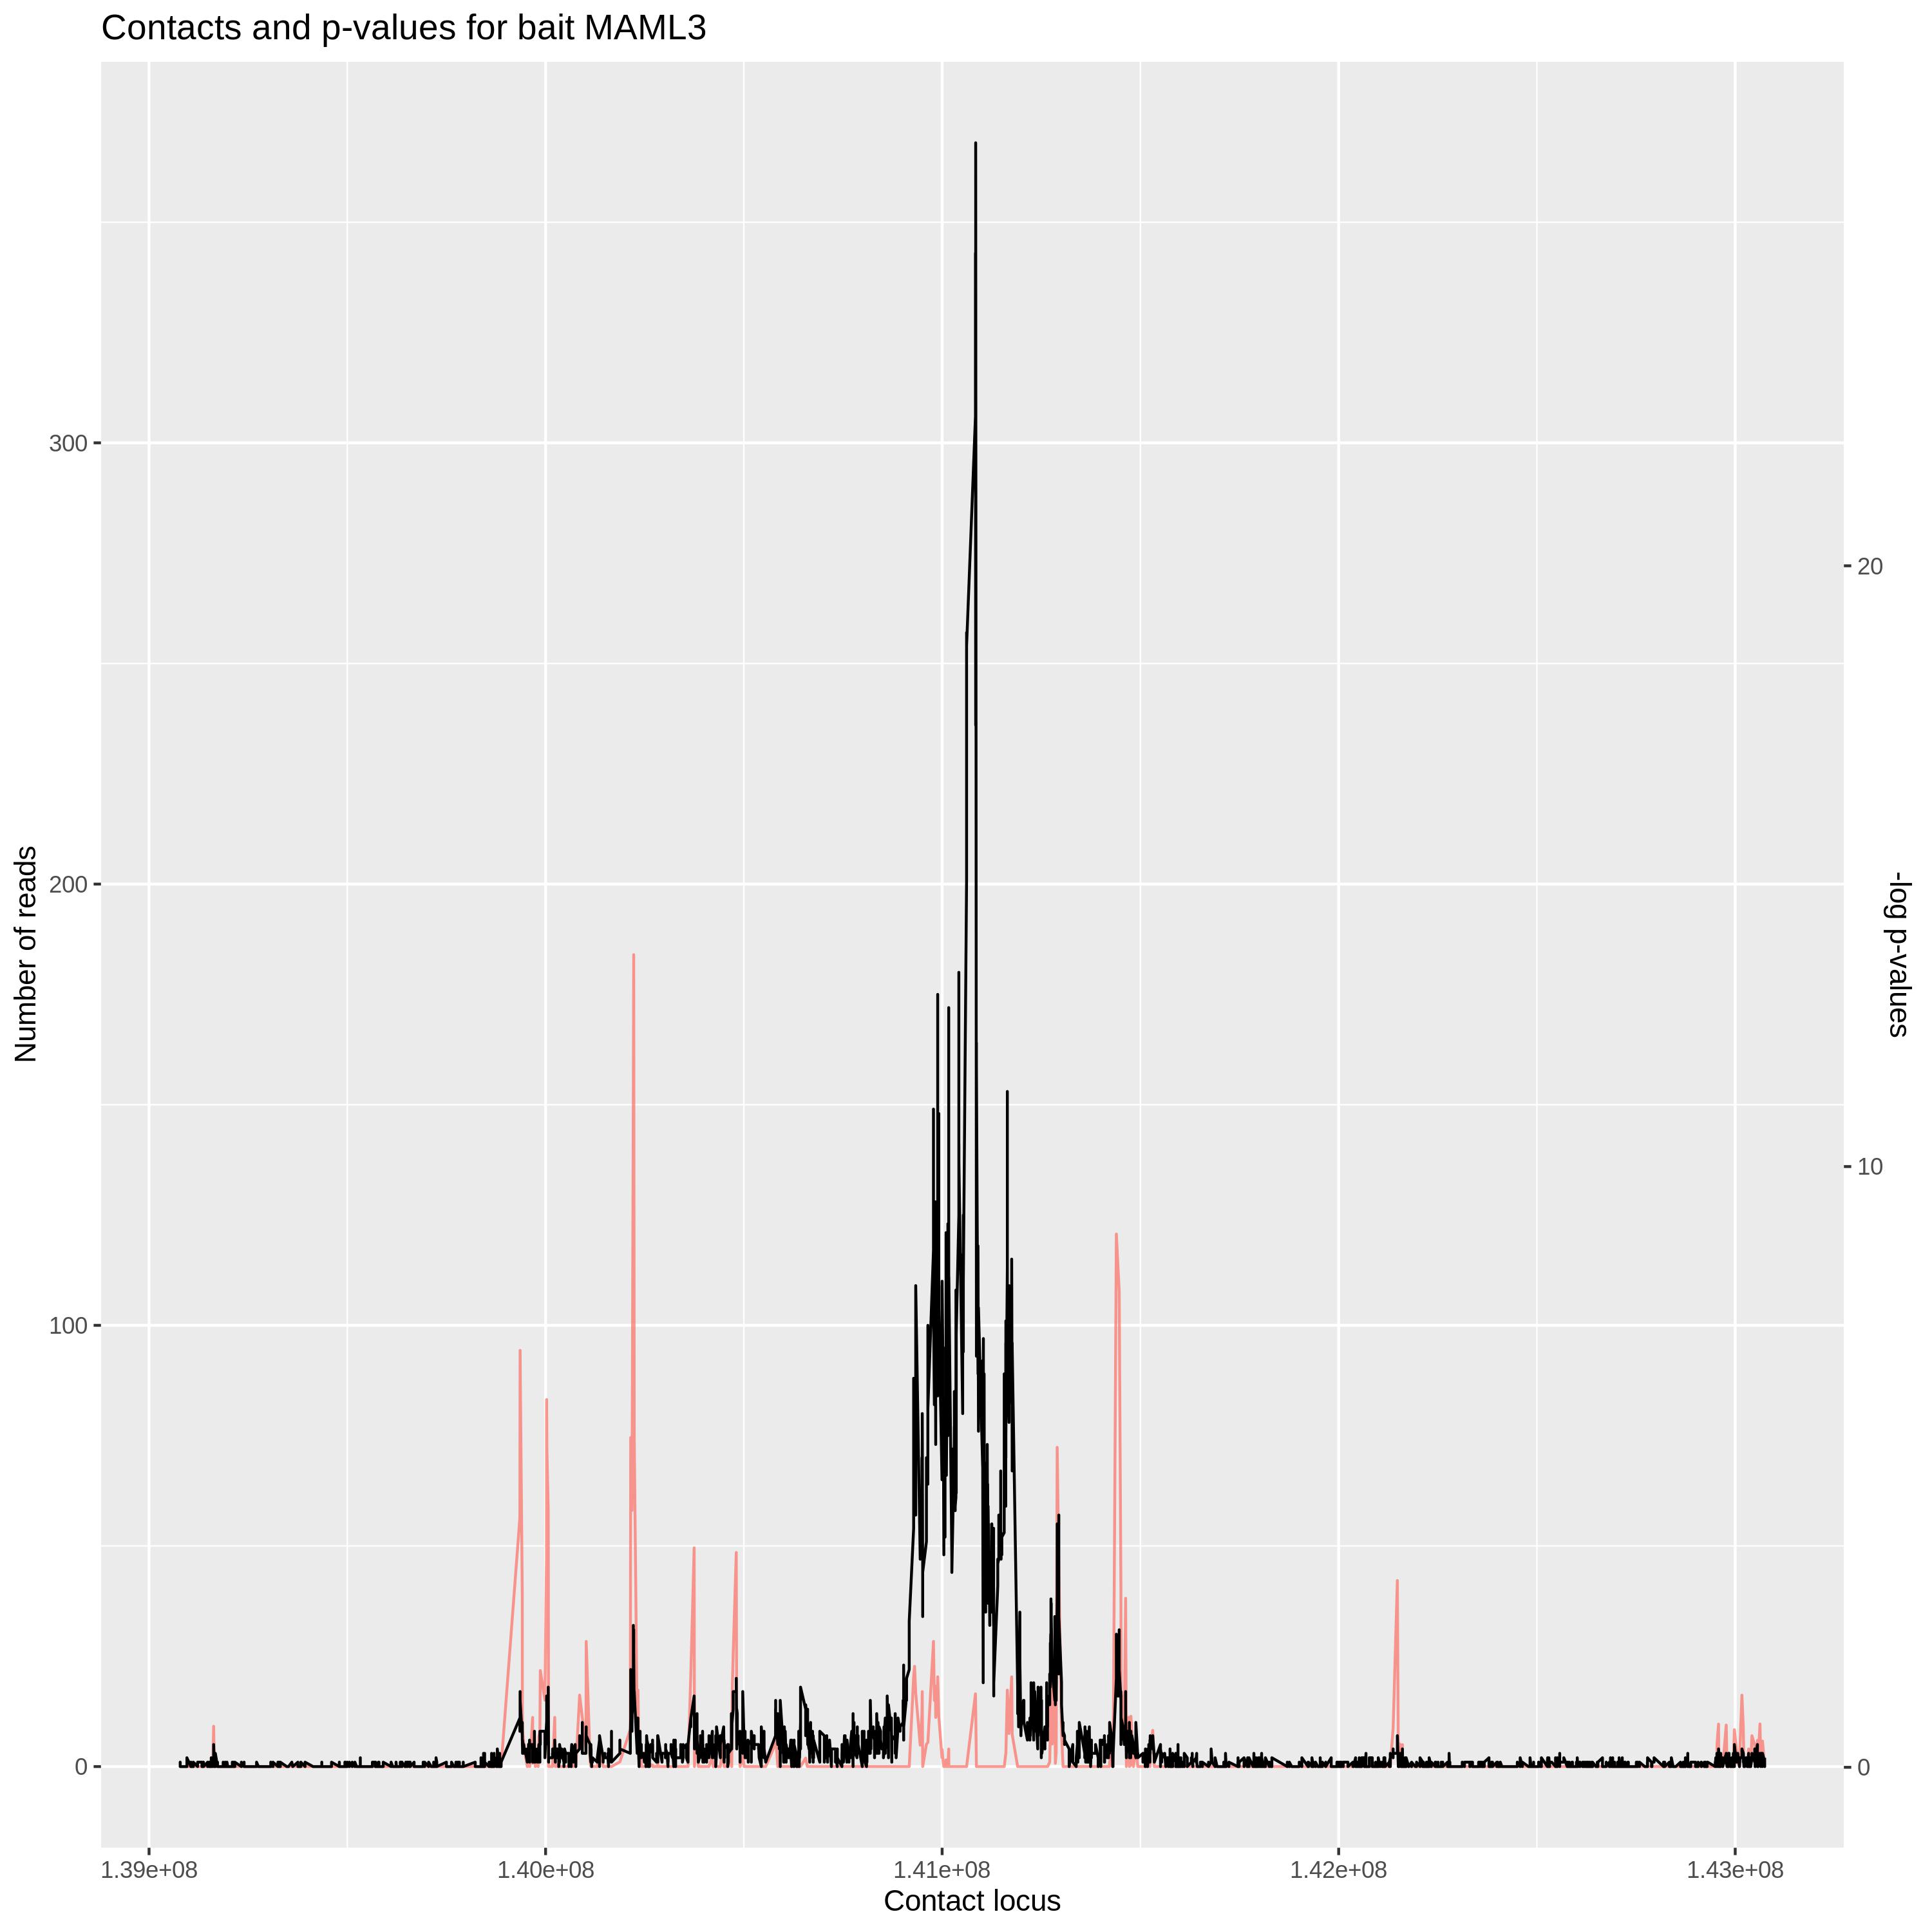 Contacts and p-values for bait MAML3
Number of reads
300
200
100
0
20
10
0
-log p-values
1.39e+08
1.40e+08
1.41e+08
1.42e+08
1.43e+08
Contact locus